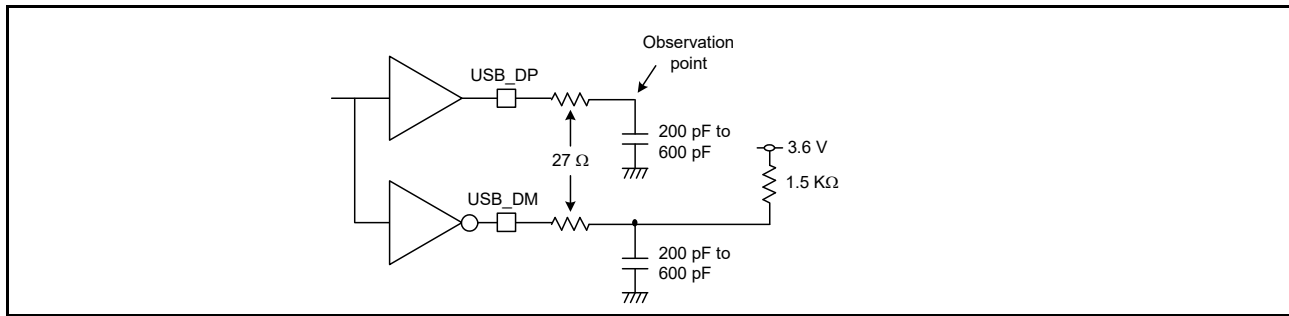 Observation
point
USB_DP
200 pF to
600 pF
3.6 V
27 Ω
1.5 KΩ
USB_DM
200 pF to
600 pF